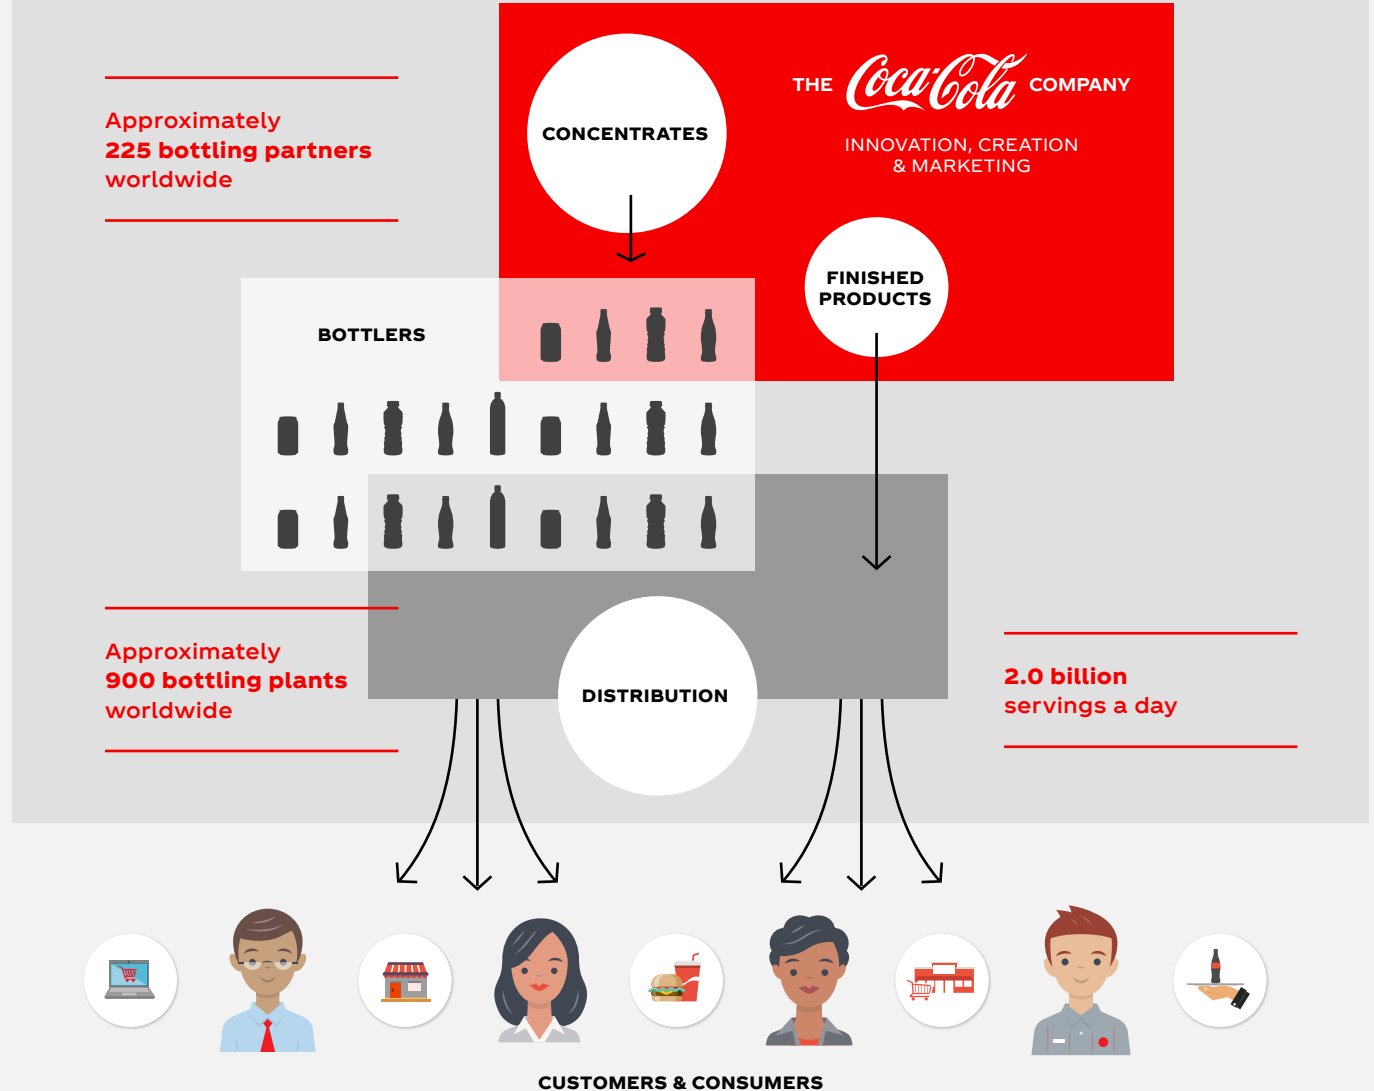 Approximately
225 bottling partners
worldwide
CONCENTRATES
THE Coca-Cola COMPANY
INNOVATION, CREATION
& MARKETING
FINISHED
PRODUCTS
BOTTLERS
Approximately
900 bottling plants
worldwide
DISTRIBUTION
2.0 billion
servings a day
CUSTOMERS & CONSUMERS